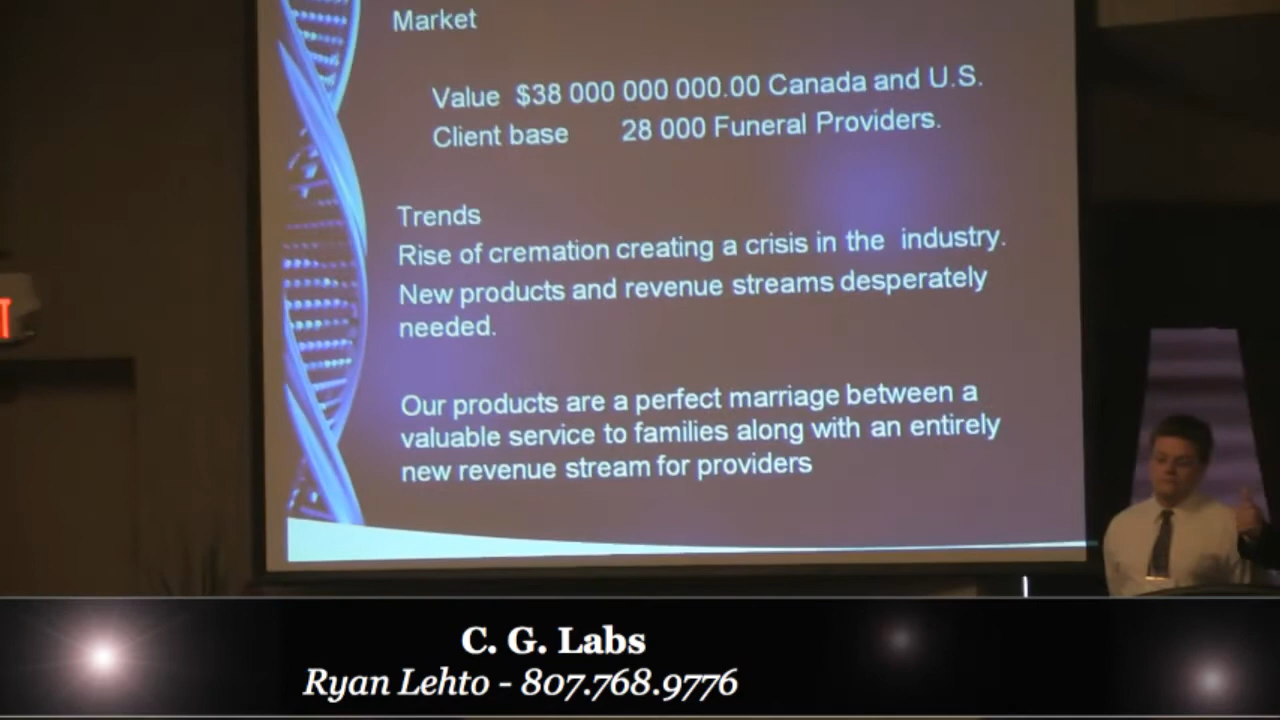 Market
Value $38 000 000 000.00 Canada and U.S.
Client base 28 000 Funeral Providers.
Trends
Rise of cremation creating a crisis in the industry.
New products and revenue streams desperately
needed.
Our products are a perfect marriage between a
valuable service to families along with an entirely
new revenue stream for providers
C. G. Labs
Ryan Lehto - 807.768.9776